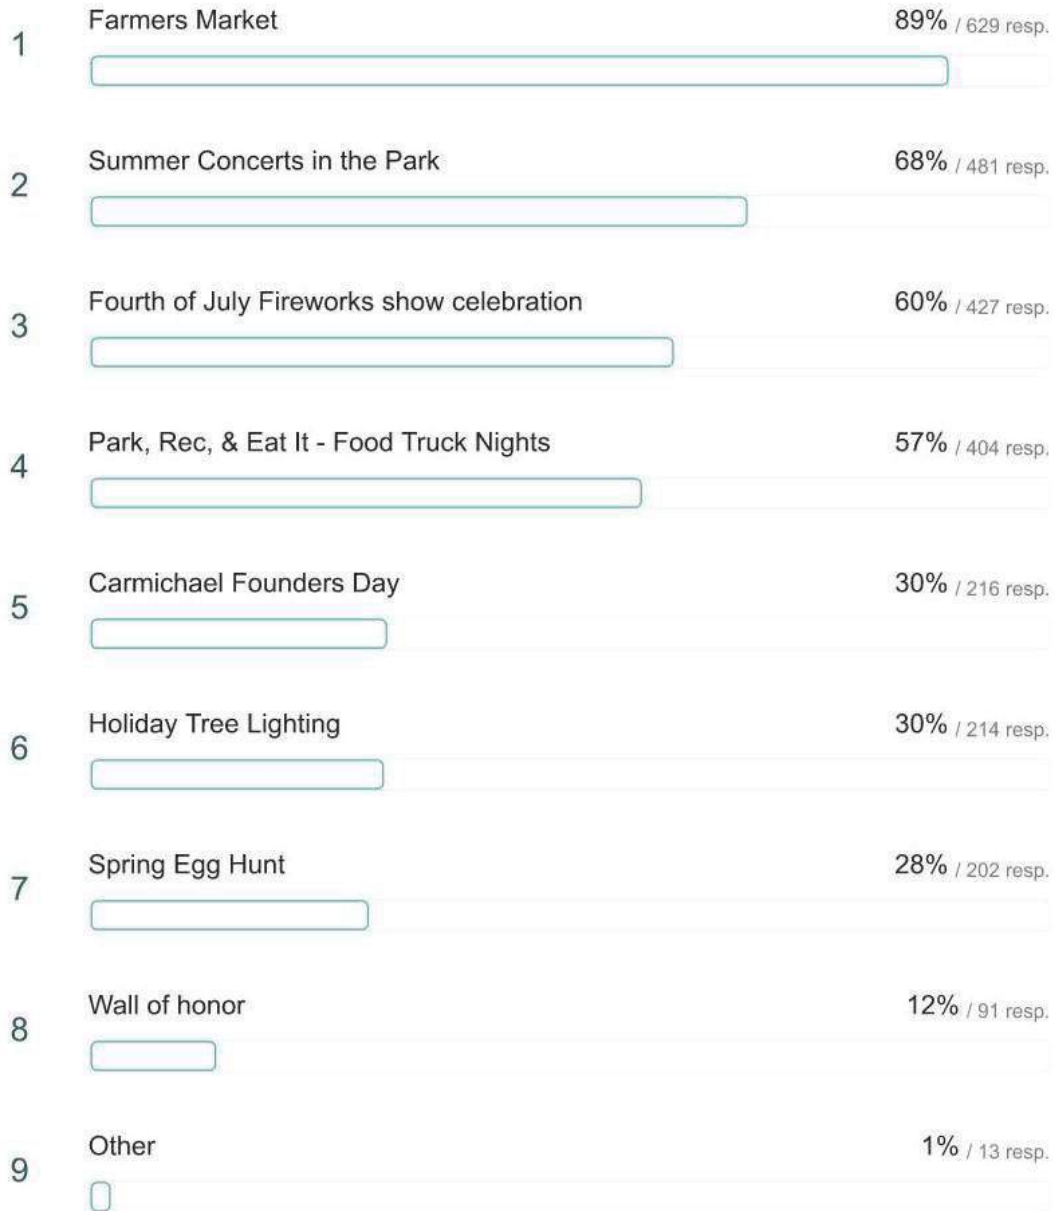 1 Farmers Market 89% / 629 resp.
2 Summer Concerts in the Park 68% / 481 resp.
3 Fourth of July Fireworks show celebration 60% / 427 resp.
4 Park, Rec, & Eat It - Food Truck Nights 57% / 404 resp.
5 Carmichael Founders Day 30% / 216 resp.
6 Holiday Tree Lighting 30% / 214 resp.
7 Spring Egg Hunt 28% / 202 resp.
8 Wall of honor 12% / 91 resp.
9 Other 1% / 13 resp.